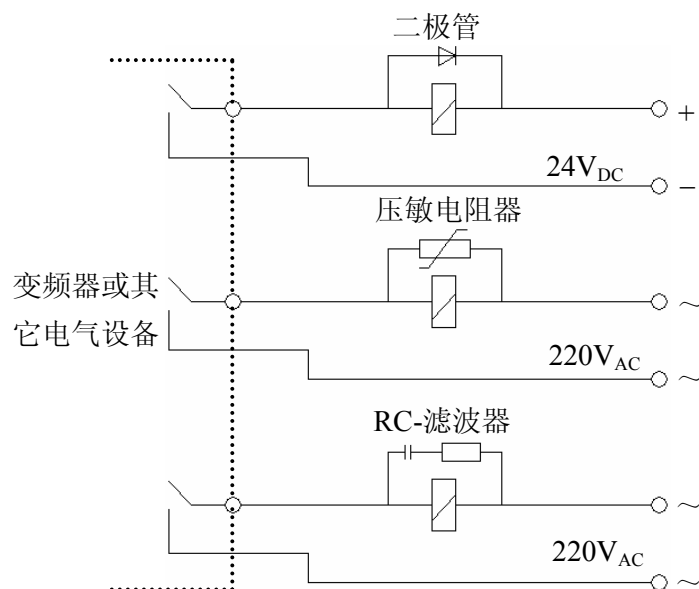 二极管
+
24VDC
−
压敏电阻器
变频器或其
它电气设备
~
220VAC
~
RC-滤波器
~
220VAC
~